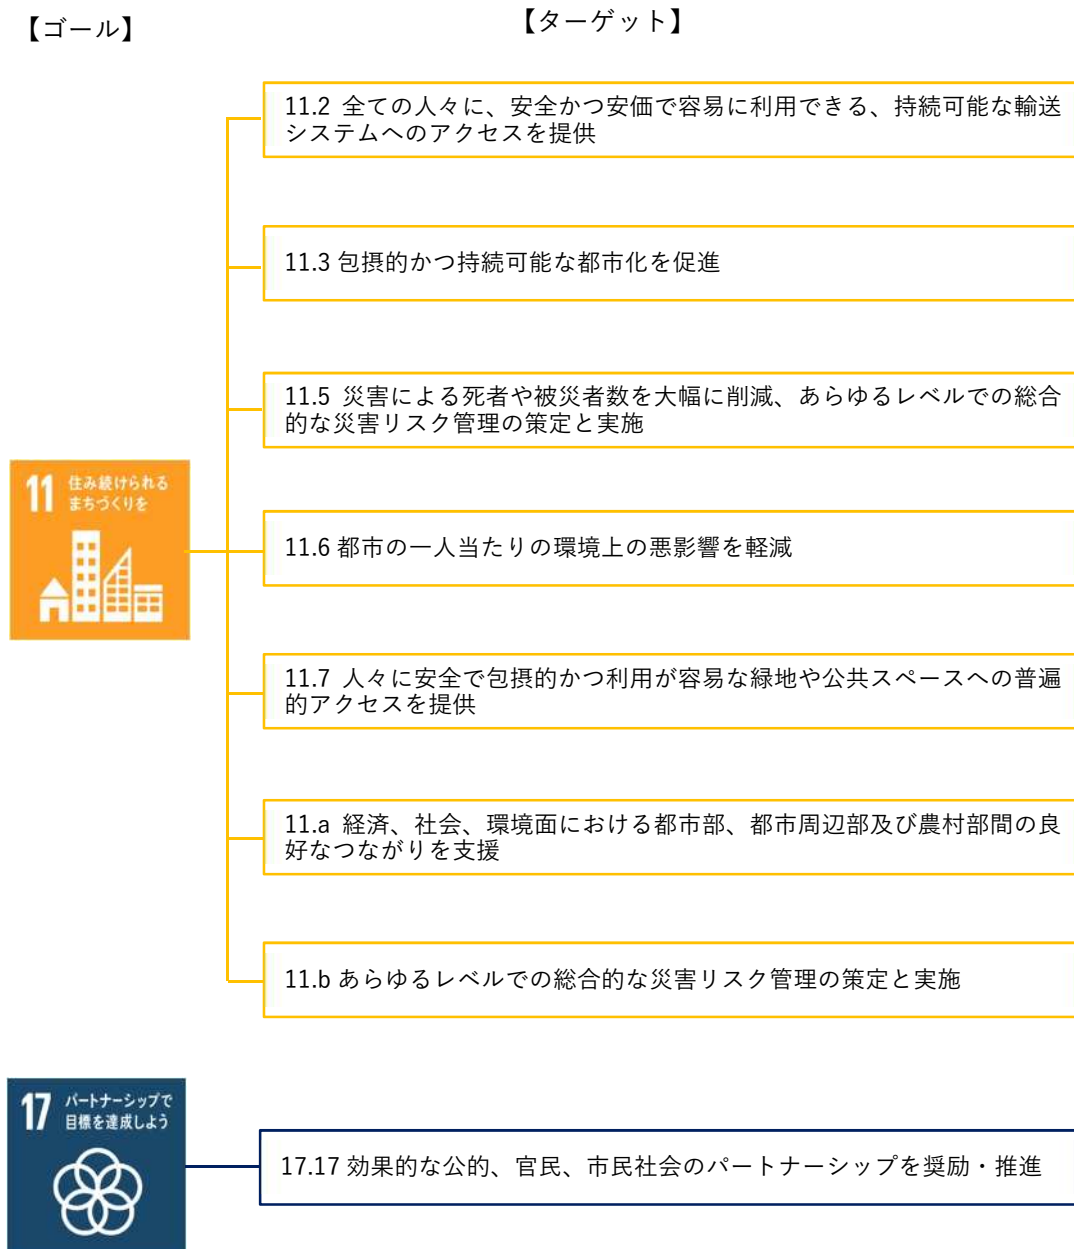 【ゴール】
【ターゲット】
11.2 全ての人々に、安全かつ安価で容易に利用できる、持続可能な輸送
システムへのアクセスを提供
11.3 包摂的かつ持続可能な都市化を促進
11.5 災害による死者や被災者数を大幅に削減、あらゆるレベルでの総合
的な災害リスク管理の策定と実施
11 住み続けられる
まちづくりを
11.6 都市の一人当たりの環境上の悪影響を軽減
11.7 人々に安全で包摂的かつ利用が容易な緑地や公共スペースへの普遍
的アクセスを提供
11.a 経済、社会、環境面における都市部、都市周辺部及び農村部間の良
好なつながりを支援
11.b あらゆるレベルでの総合的な災害リスク管理の策定と実施
17 パートナーシップで
目標を達成しよう
17.17 効果的な公的、官民、市民社会のパートナーシップを奨励・推進